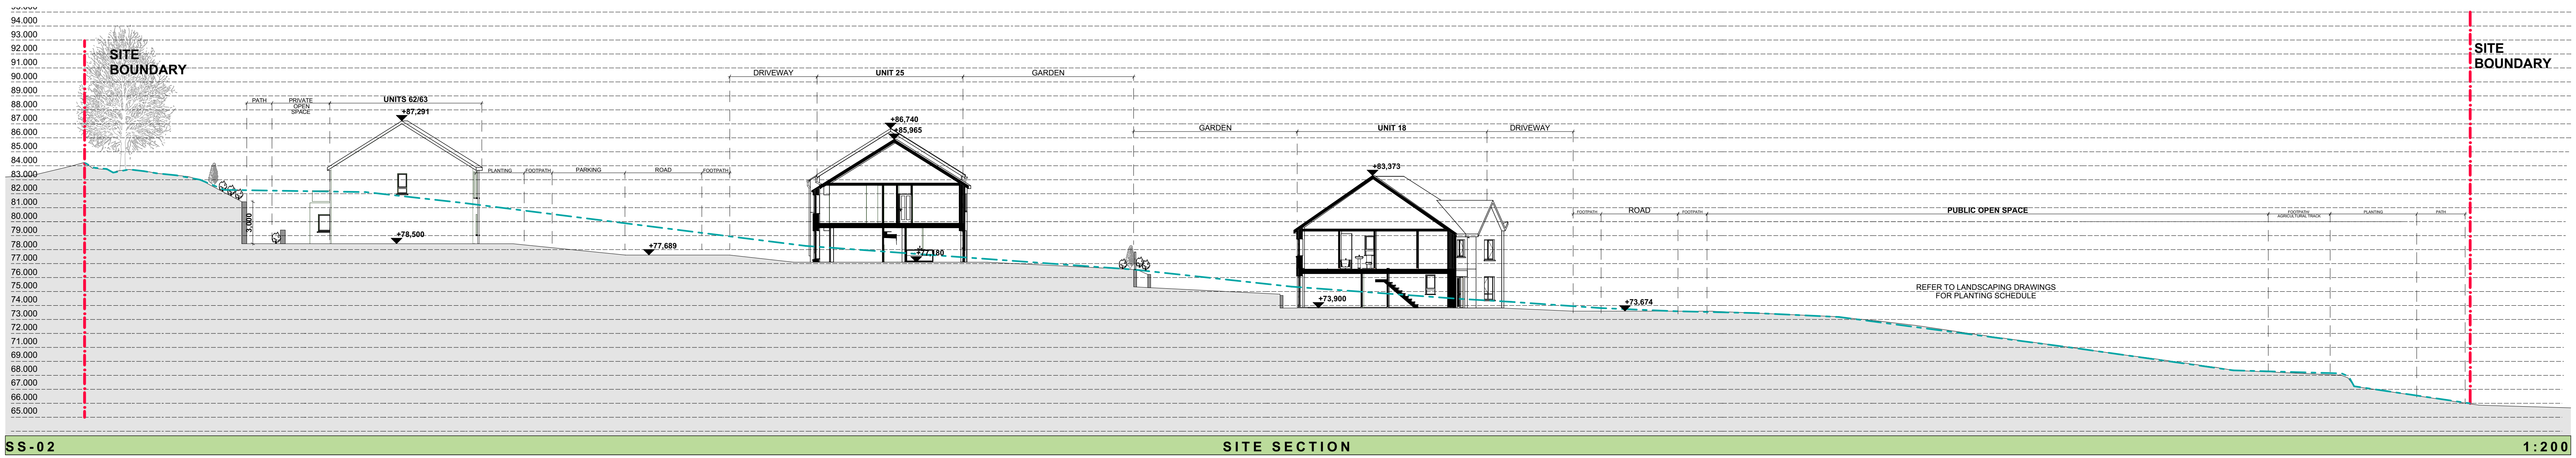 95.000
94.000
93.000
92.000
91.000
90.000
89.000
88.000
87.000
86.000
85.000
84.000
83.000
82.000
81.000
80.000
79.000
78.000
77.000
76.000
75.000
74.000
73.000
72.000
71.000
69.000
68.000
67.000
66.000
65.000
SITE
BOUNDARY
PATH
PRIVATE
OPEN
SPACE
UNITS 62/63
+87,291
3,000
+78,500
PLANTING
FOOTPATH
PARKING
ROAD
FOOTPATH
+77,689
DRIVEWAY
UNIT 25
GARDEN
+86,740
+85,965
+77,180
GARDEN
UNIT 18
DRIVEWAY
+83,373
+73,900
FOOTPATH
ROAD
FOOTPATH
+73,674
PUBLIC OPEN SPACE
FOOTPATH
AGRICULTURAL TRACK
PLANTING
PATH
REFER TO LANDSCAPING DRAWINGS
FOR PLANTING SCHEDULE
SITE
BOUNDARY
SS-02
SITE SECTION
1:200